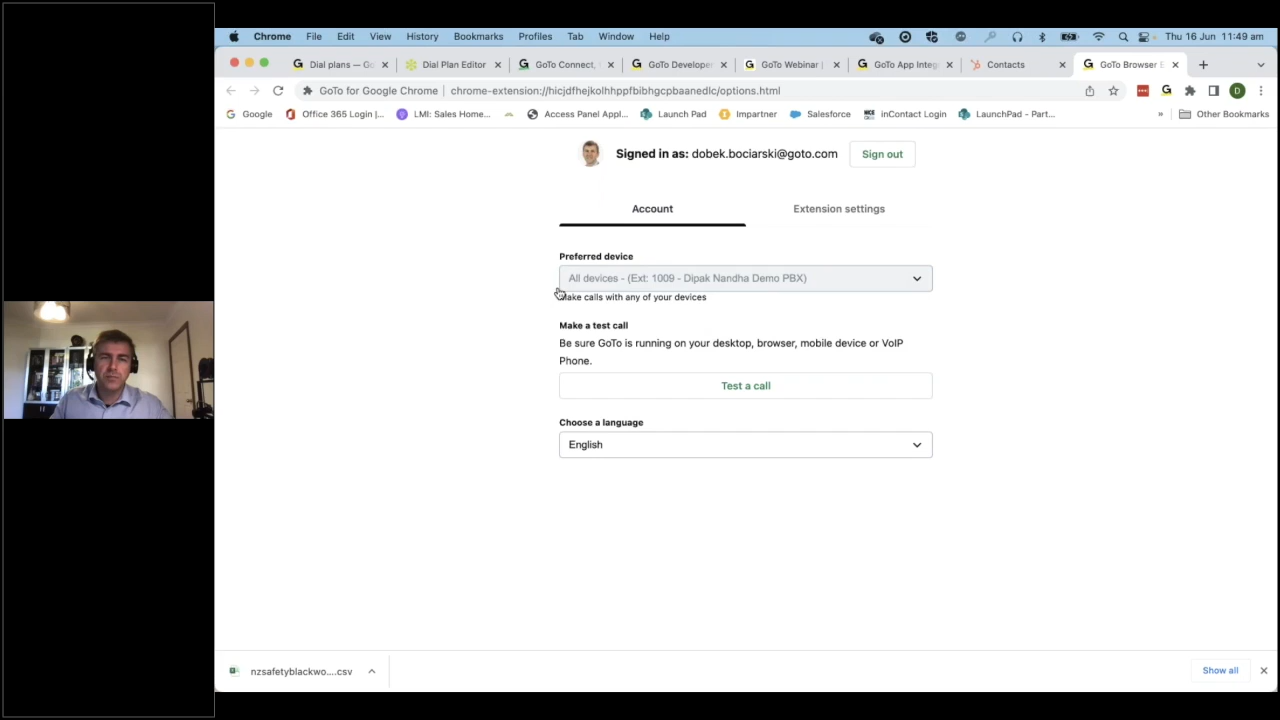 Chrome File Edit View History Bookmarks Profiles Tab Window Help Thu 16 Jun 11:49 am
Dial plans — Go Dial Plan Editor GoTo Connect, GoTo Develope GoTo Webinar | GoTo App Integ Contacts GoTo Browser E
GoTo for Google Chrome | chrome-extension://hicjdfhejkolhhppfbibhgcpbaanedlc/options.html D
Google Office 365 Login |... LMI: Sales Home... Access Panel Appl... Launch Pad Impartner Salesforce NICE inContact Login LaunchPad - Part... » Other Bookmarks
Signed in as: dobek.bociarski@goto.com Sign out
Account Extension settings
Preferred device
All devices - (Ext: 1009 - Dipak Nandha Demo PBX)
Make calls with any of your devices
Make a test call
Be sure GoTo is running on your desktop, browser, mobile device or VoIP
Phone.
Test a call
Choose a language
English
nzsafetyblackwo....csv Show all